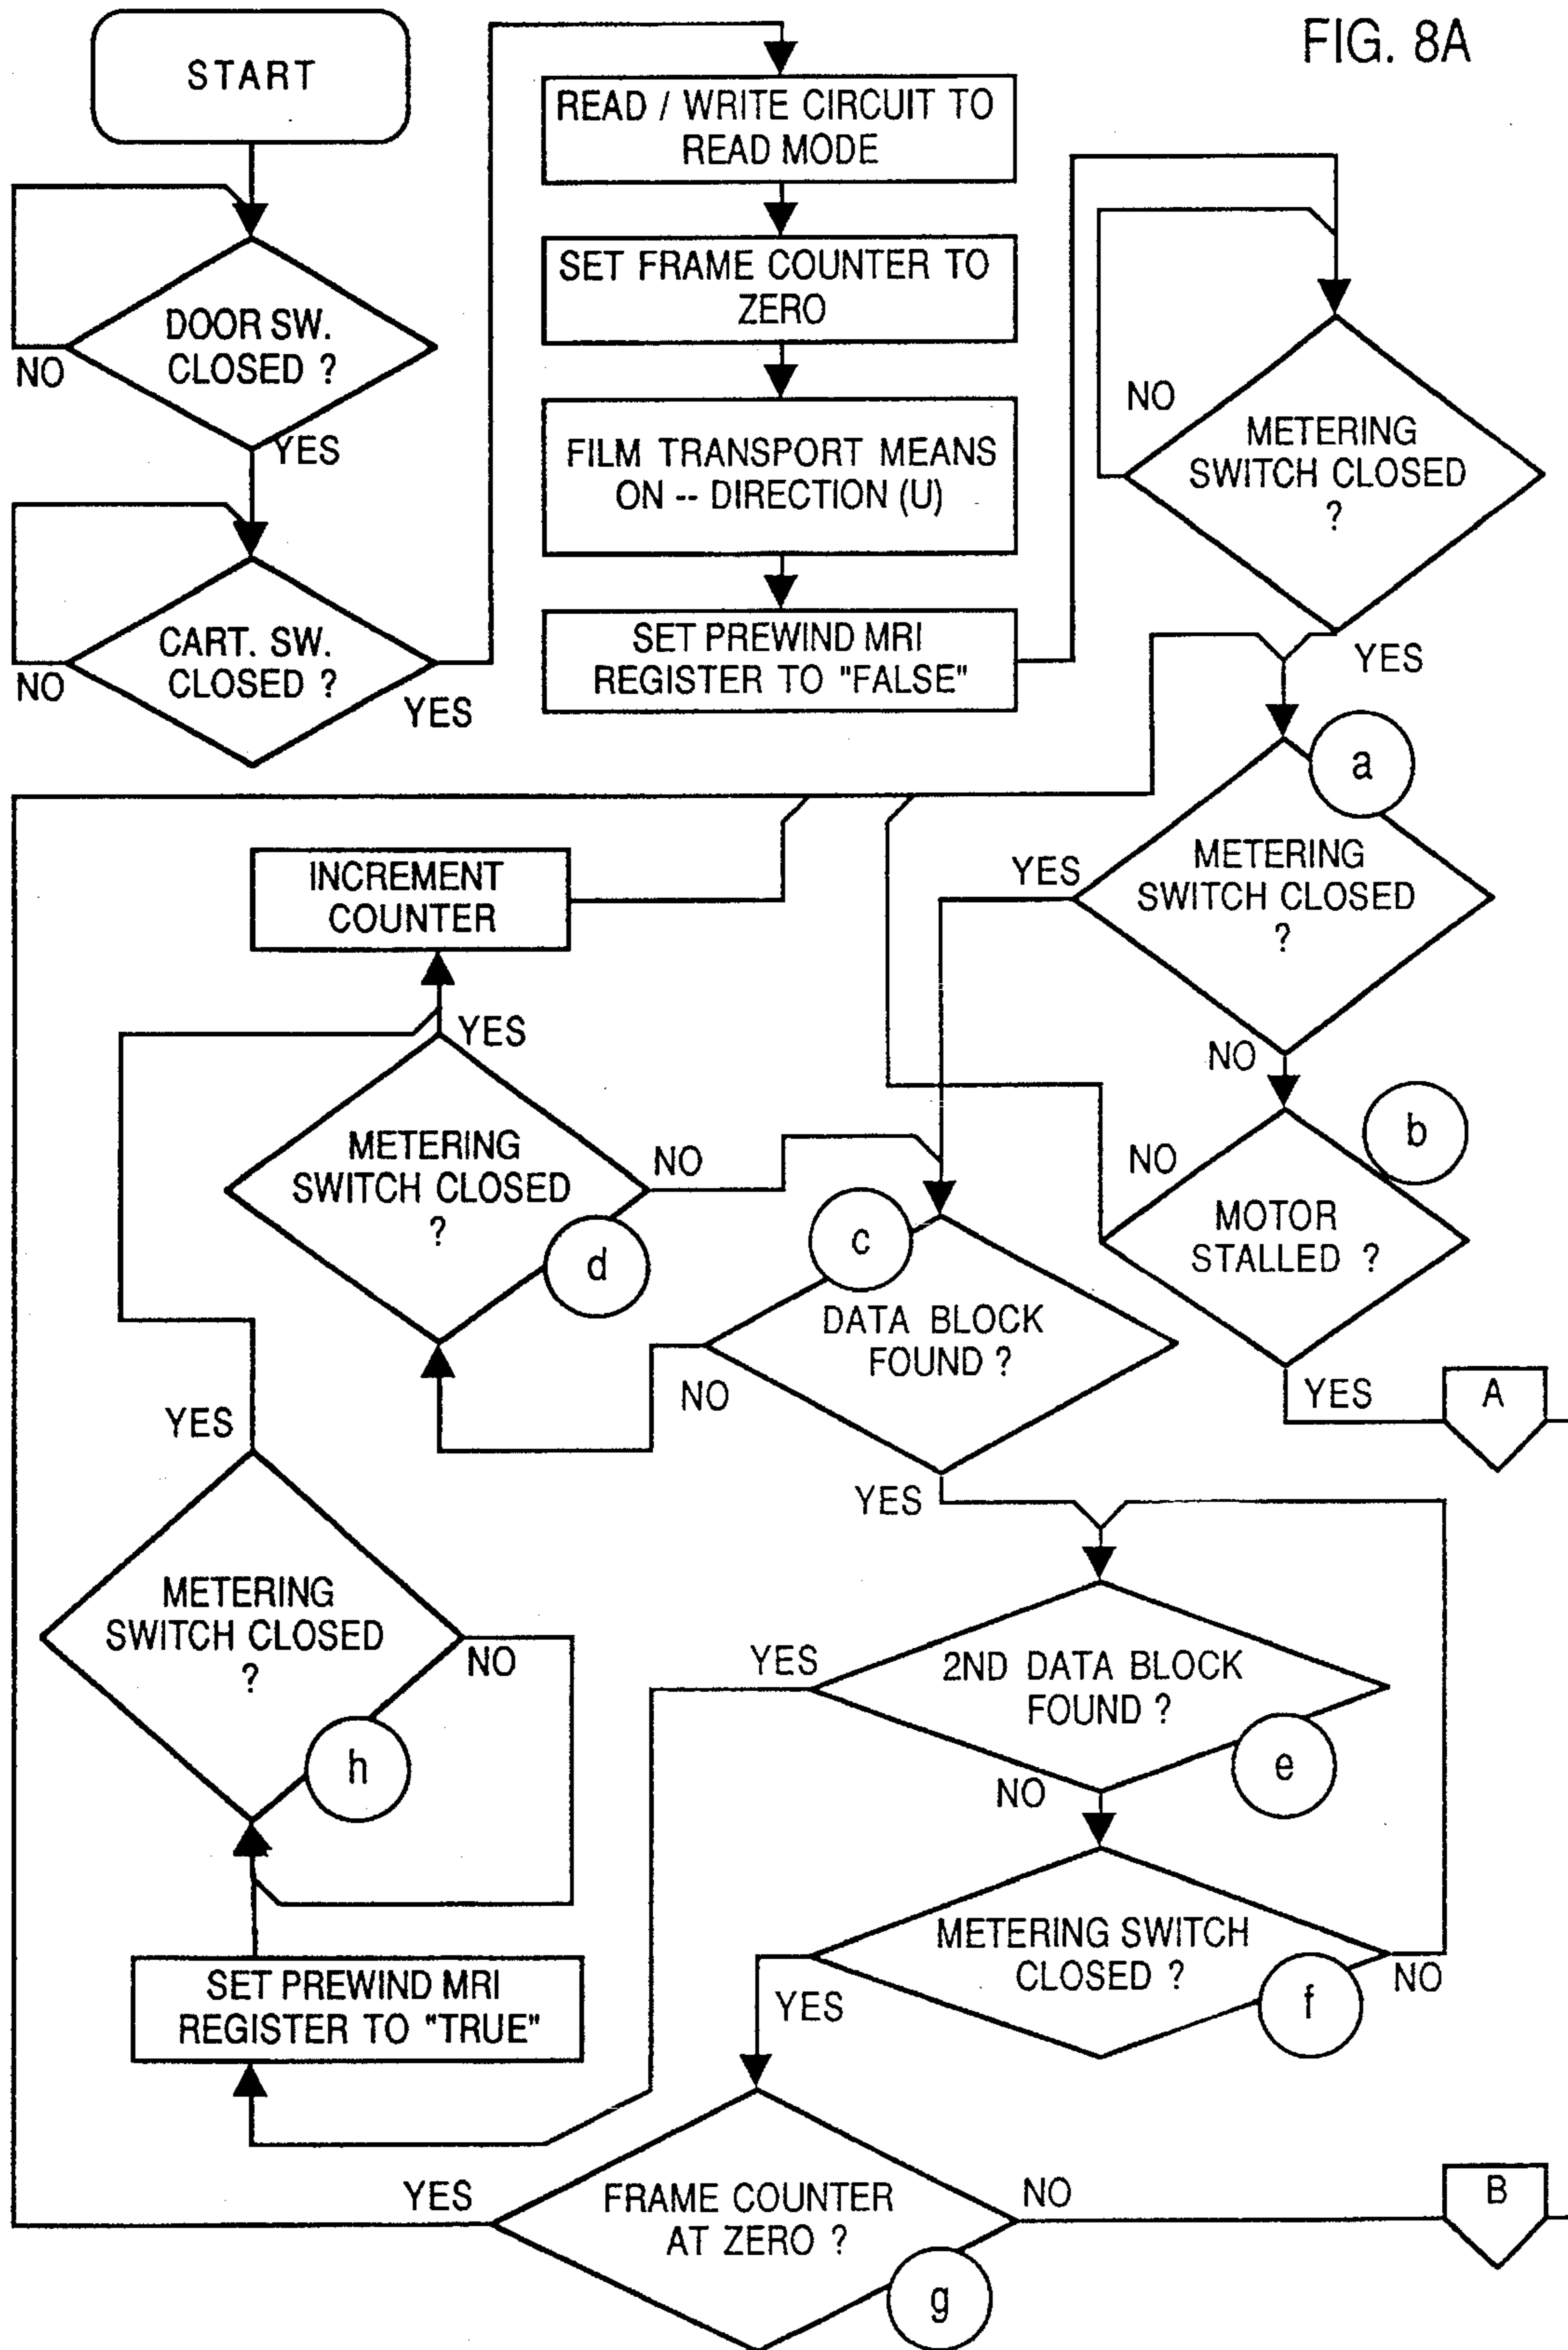 FIG. 8A
START
DOOR SW.
CLOSED ?
NO
YES
CART. SW.
CLOSED ?
NO
YES
READ / WRITE CIRCUIT TO
READ MODE
SET FRAME COUNTER TO
ZERO
FILM TRANSPORT MEANS
ON -- DIRECTION (U)
SET PREWIND MRI
REGISTER TO "FALSE"
NO
METERING
SWITCH CLOSED
?
YES
a
METERING
SWITCH CLOSED
?
YES
NO
b
MOTOR
STALLED ?
NO
YES
A
INCREMENT
COUNTER
YES
METERING
SWITCH CLOSED
?
NO
d
c
DATA BLOCK
FOUND ?
NO
YES
2ND DATA BLOCK
FOUND ?
YES
NO
e
METERING SWITCH
CLOSED ?
YES
NO
f
YES
METERING
SWITCH CLOSED
?
NO
h
SET PREWIND MRI
REGISTER TO "TRUE"
FRAME COUNTER
AT ZERO ?
YES
NO
g
B